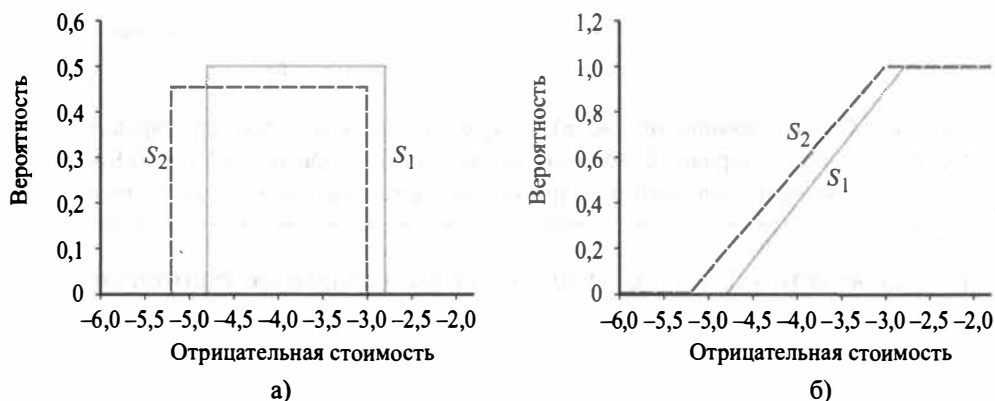 0,6
0,5
0,4
0,3
0,2
0,1
0
Вероятность
S2
S1
–6,0 –5,5 –5,0 –4,5 –4,0 –3,5 –3,0 –2,5 –2,0
Отрицательная стоимость
а)
1,2
1,0
0,8
0,6
0,4
0,2
0
Вероятность
S2
S1
–6,0 –5,5 –5,0 –4,5 –4,0 –3,5 –3,0 –2,5 –2,0
Отрицательная стоимость
б)